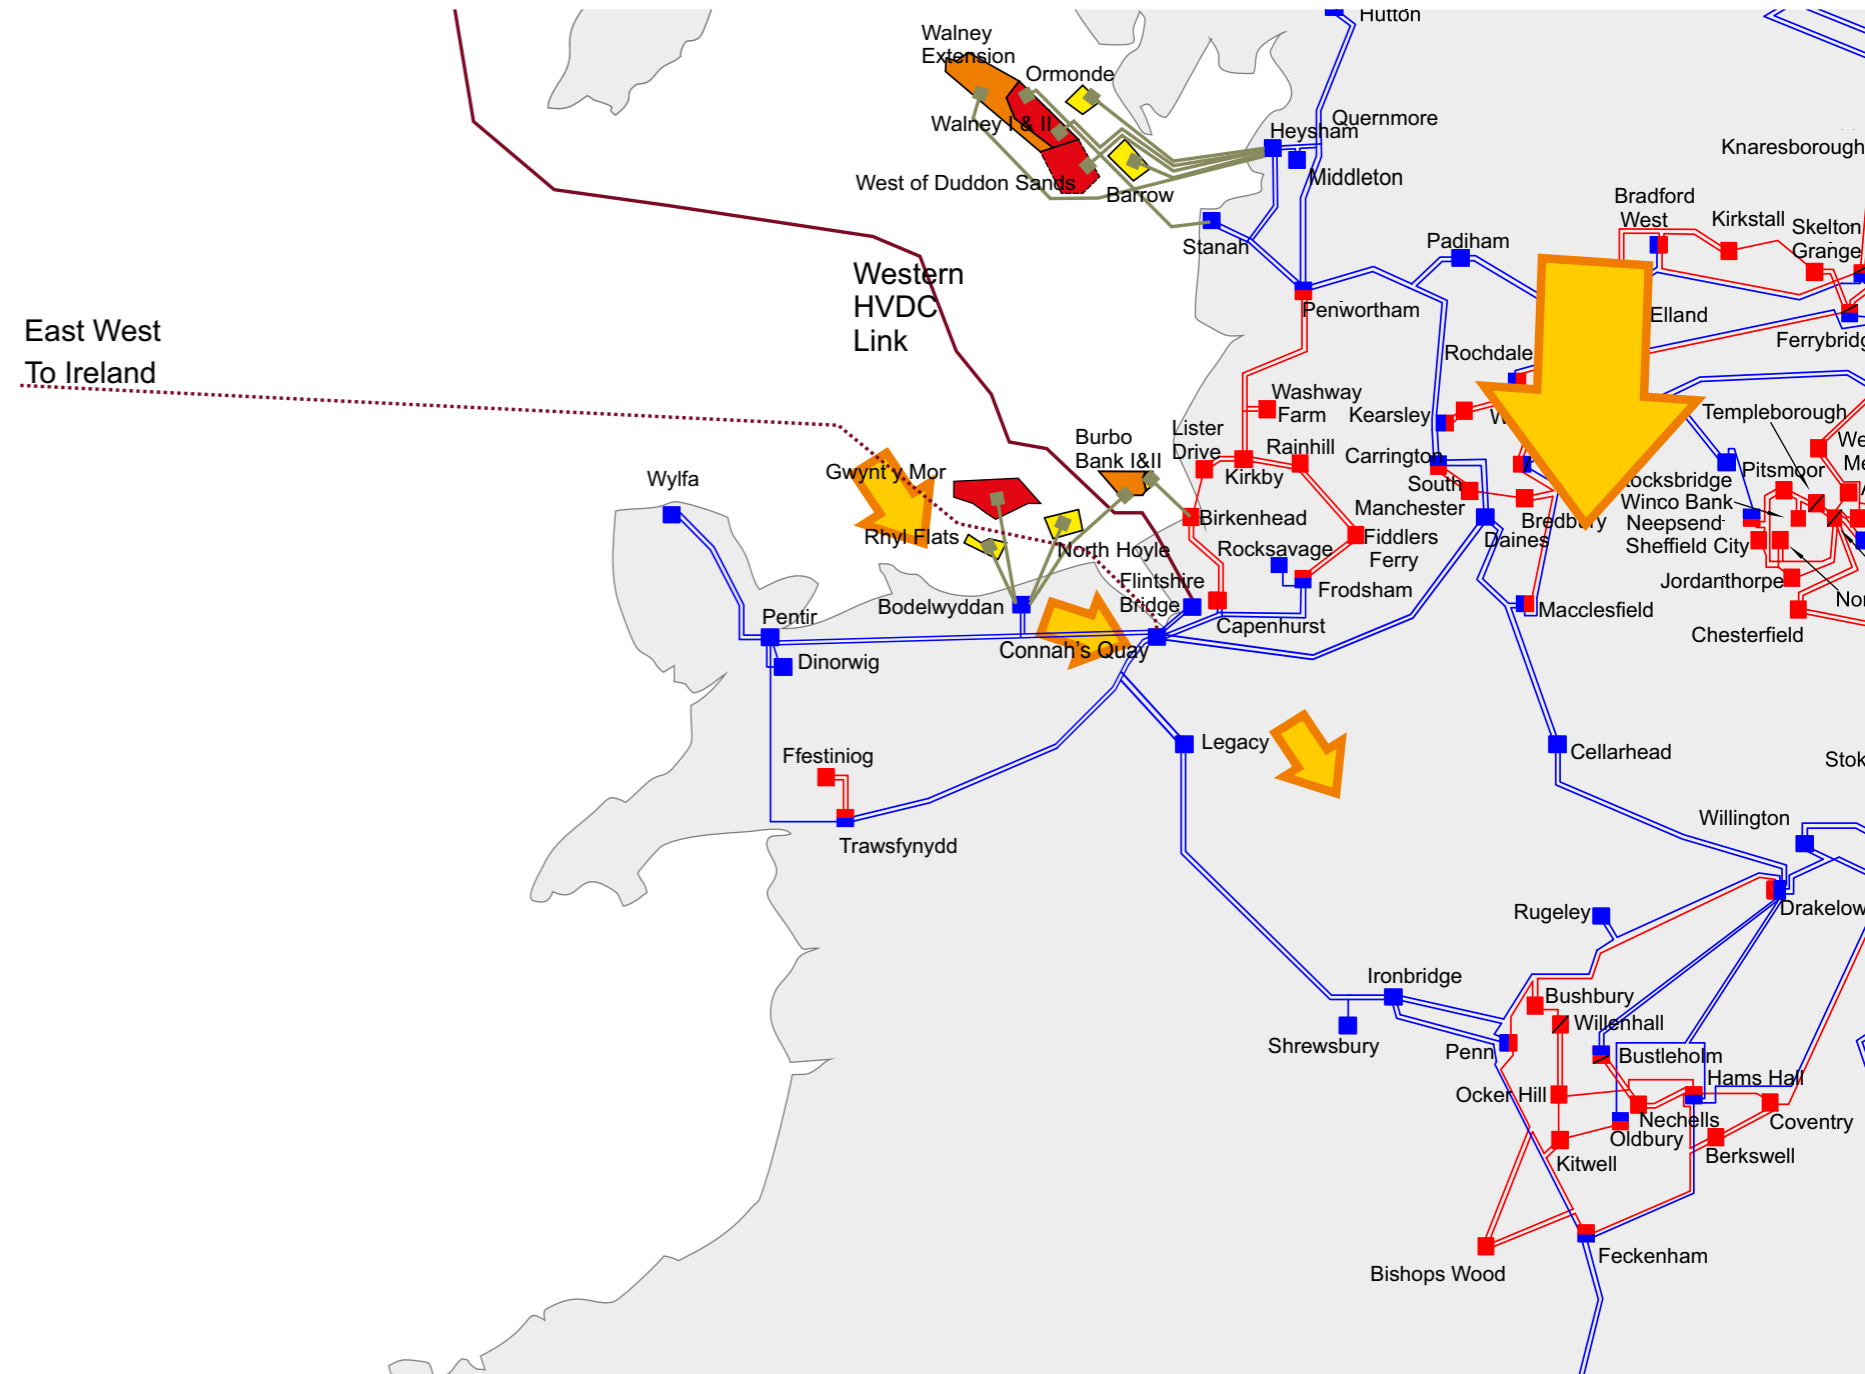 Hutton
Walney
Extension
Ormonde
Quernmore
Walney I & II
Heysham
Knaresborough
Middleton
West of Duddon Sands
Barrow
Bradford
West
Kirkstall
Skelton
Grange
Stanah
Padiham
Western
HVDC
Link
Penwortham
Elland
East West
To Ireland
Ferrybridg
Rochdale
Washway
Farm
Kearsley
Templeborough
Lister
Drive
Burbo
Bank I&II
Rainhill
Carrington
Kirkby
Gwynt y Mor
Wylfa
South
Manchester
Pitsmoor
ocksbridge
Winco Bank
Neepsend
Sheffield City
Birkenhead
Bredbury
Daines
Rhyl Flats
North Hoyle
Rocksavage
Fiddlers
Ferry
Jordanthorpe
Flintshire
Bridge
Frodsham
Bodelwyddan
Macclesfield
Pentir
Capenhurst
Chesterfield
Connah's Quay
Dinorwig
Legacy
Cellarhead
Ffestiniog
Stok
Willington
Trawsfynydd
Rugeley
Drakelow
Ironbridge
Bushbury
Willenhall
Shrewsbury
Penn
Bustleholm
Hams Hall
Ocker Hill
Nechells
Oldbury
Coventry
Kitwell
Berkswell
Feckenham
Bishops Wood